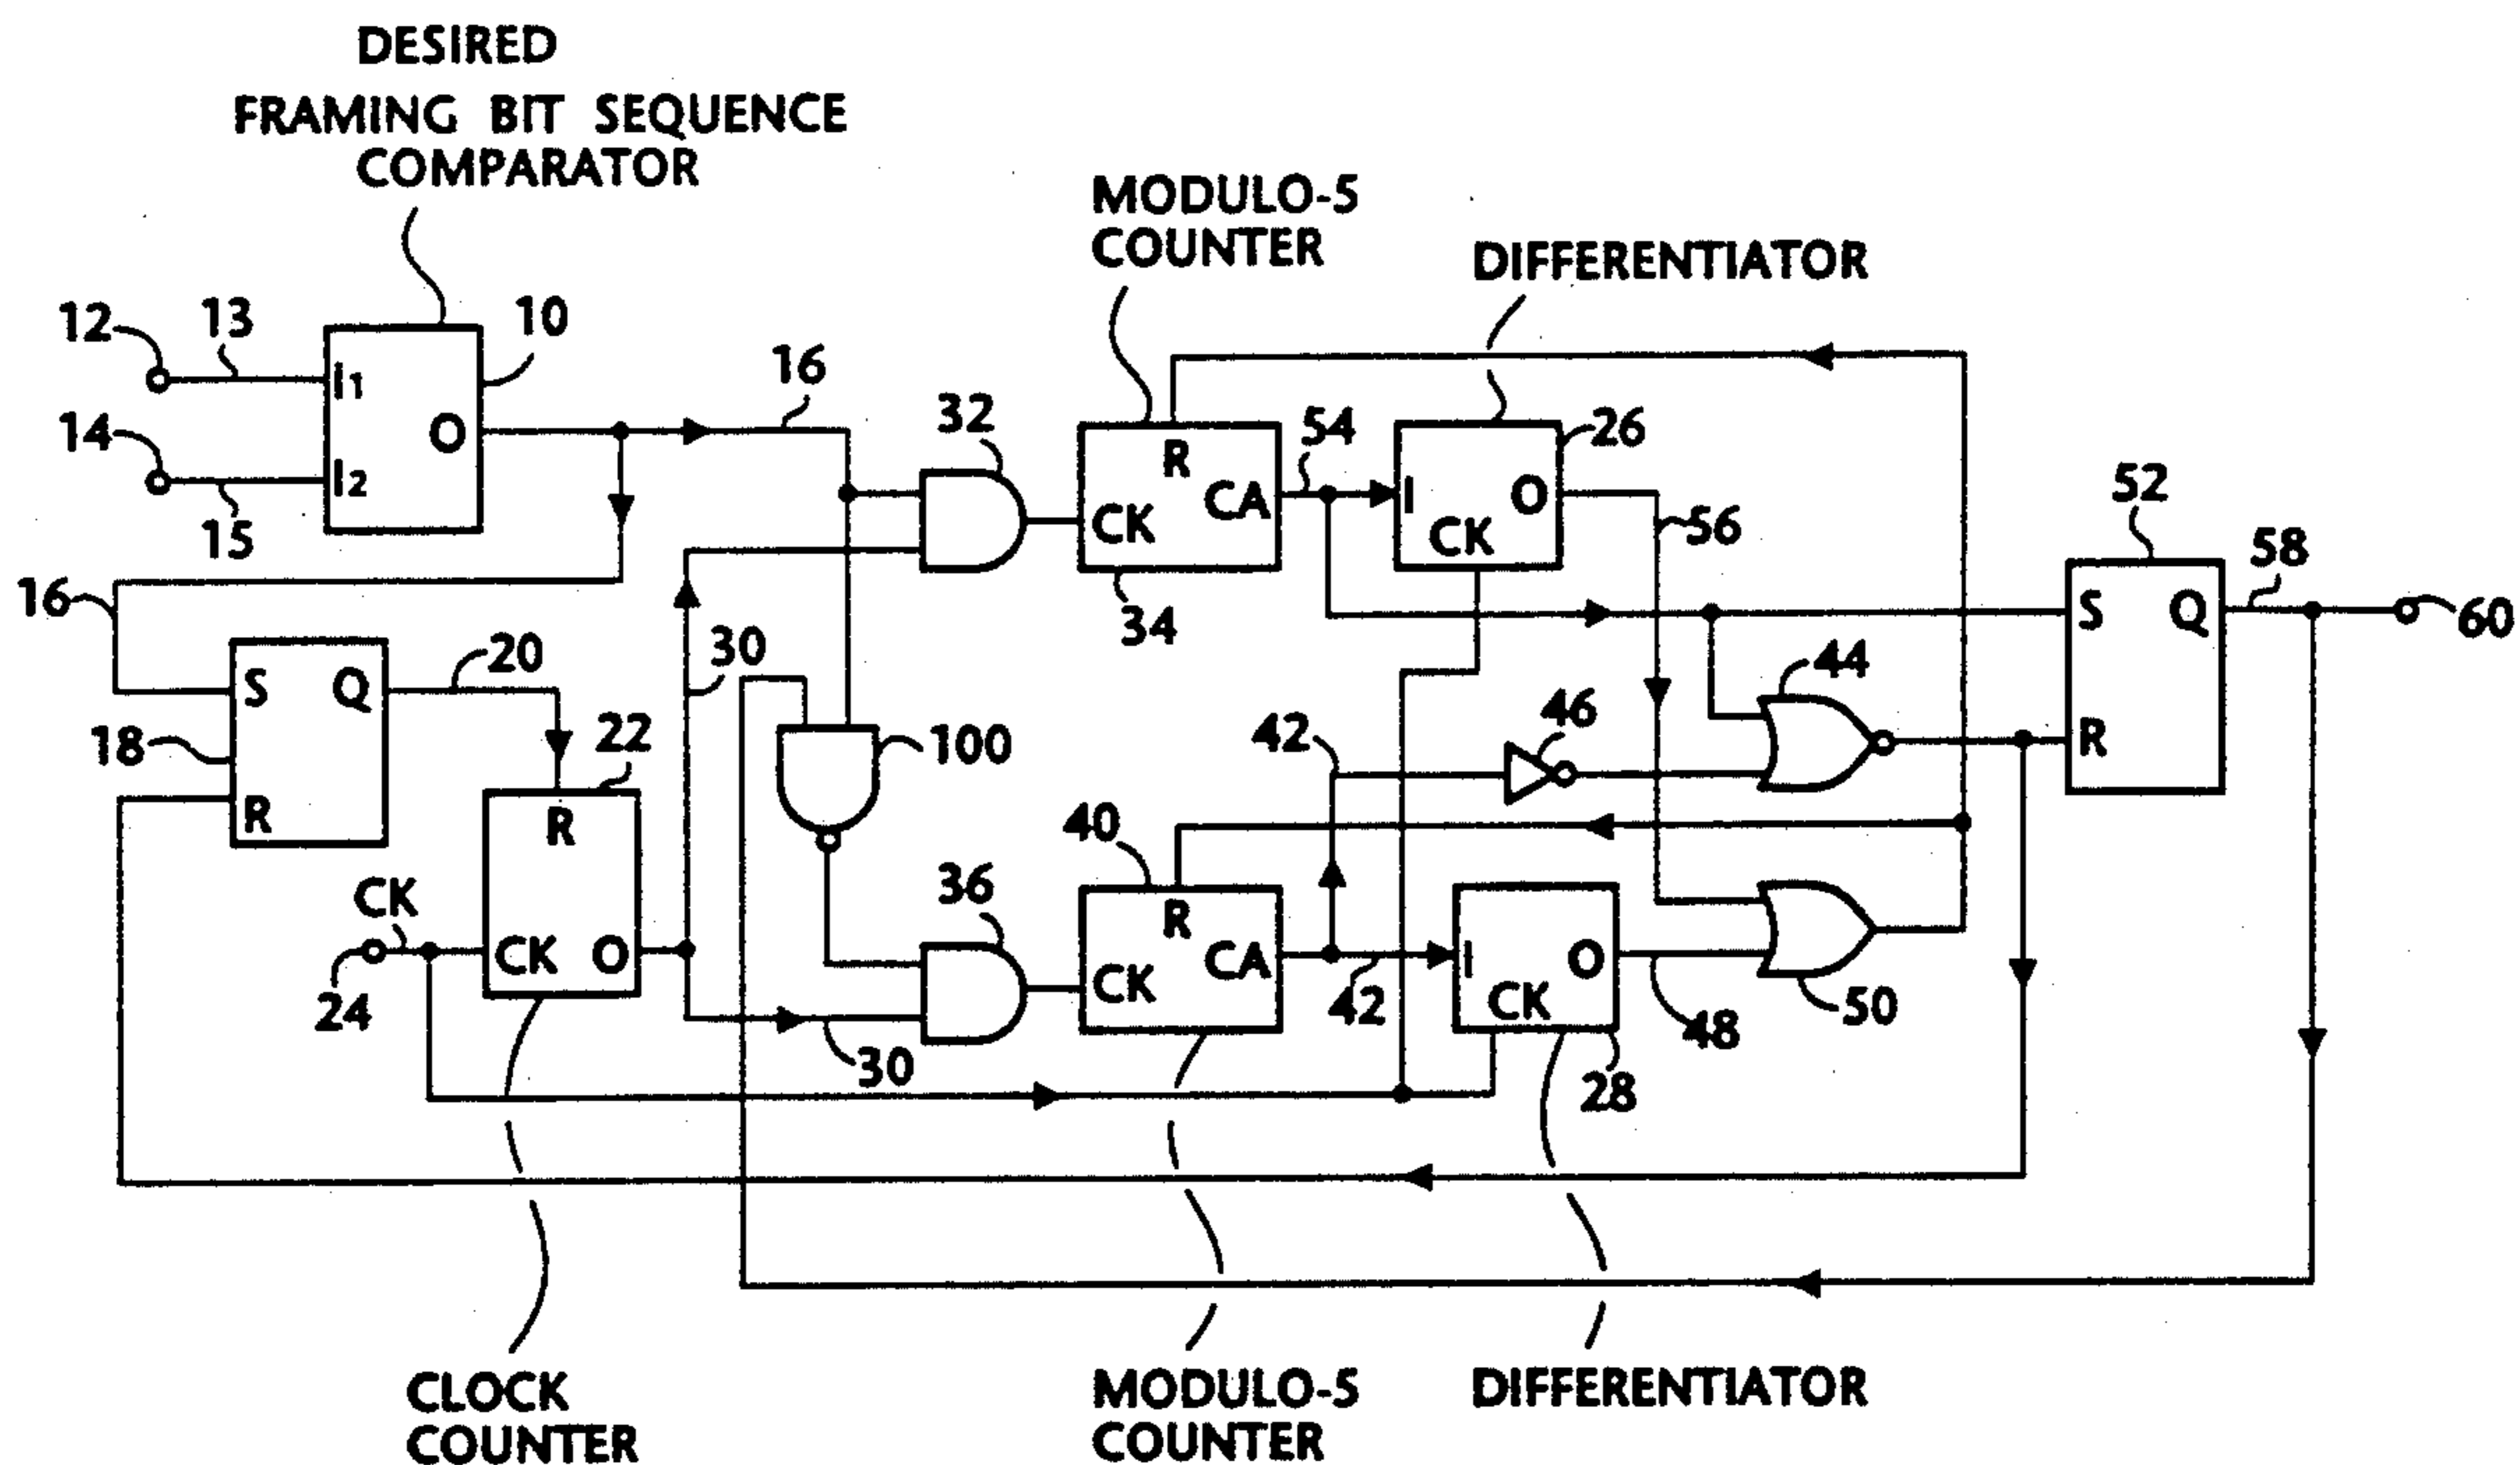 DESIRED
FRAMING BIT SEQUENCE
COMPARATOR
MODULO-5
COUNTER
DIFFERENTIATOR
12
13
10
16
I1
14
O
I2
15
32
R
CA
CK
34
54
I
O
CK
26
56
52
58
S
Q
R
60
16
S
Q
R
18
20
22
R
CK
O
CK
24
30
100
42
46
44
40
36
R
CA
CK
42
I
O
CK
48
50
28
30
CLOCK
COUNTER
MODULO-5
COUNTER
DIFFERENTIATOR